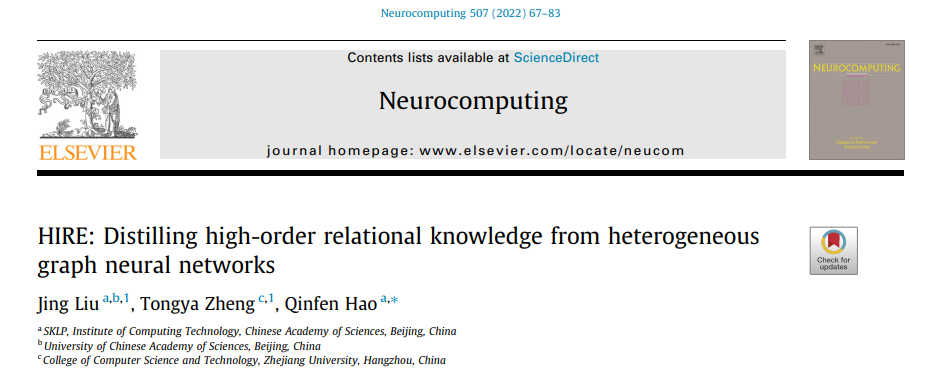 Neurocomputing 507 (2022) 67–83
Contents lists available at ScienceDirect
Neurocomputing
journal homepage: www.elsevier.com/locate/neucom
ELSEVIER
NEUROCOMPUTING
HIRE: Distilling high-order relational knowledge from heterogeneous
graph neural networks
Check for
updates
Jing Liu a,b,1, Tongya Zheng c,1, Qinfen Hao a,*
a SKLP, Institute of Computing Technology, Chinese Academy of Sciences, Beijing, China
b University of Chinese Academy of Sciences, Beijing, China
c College of Computer Science and Technology, Zhejiang University, Hangzhou, China